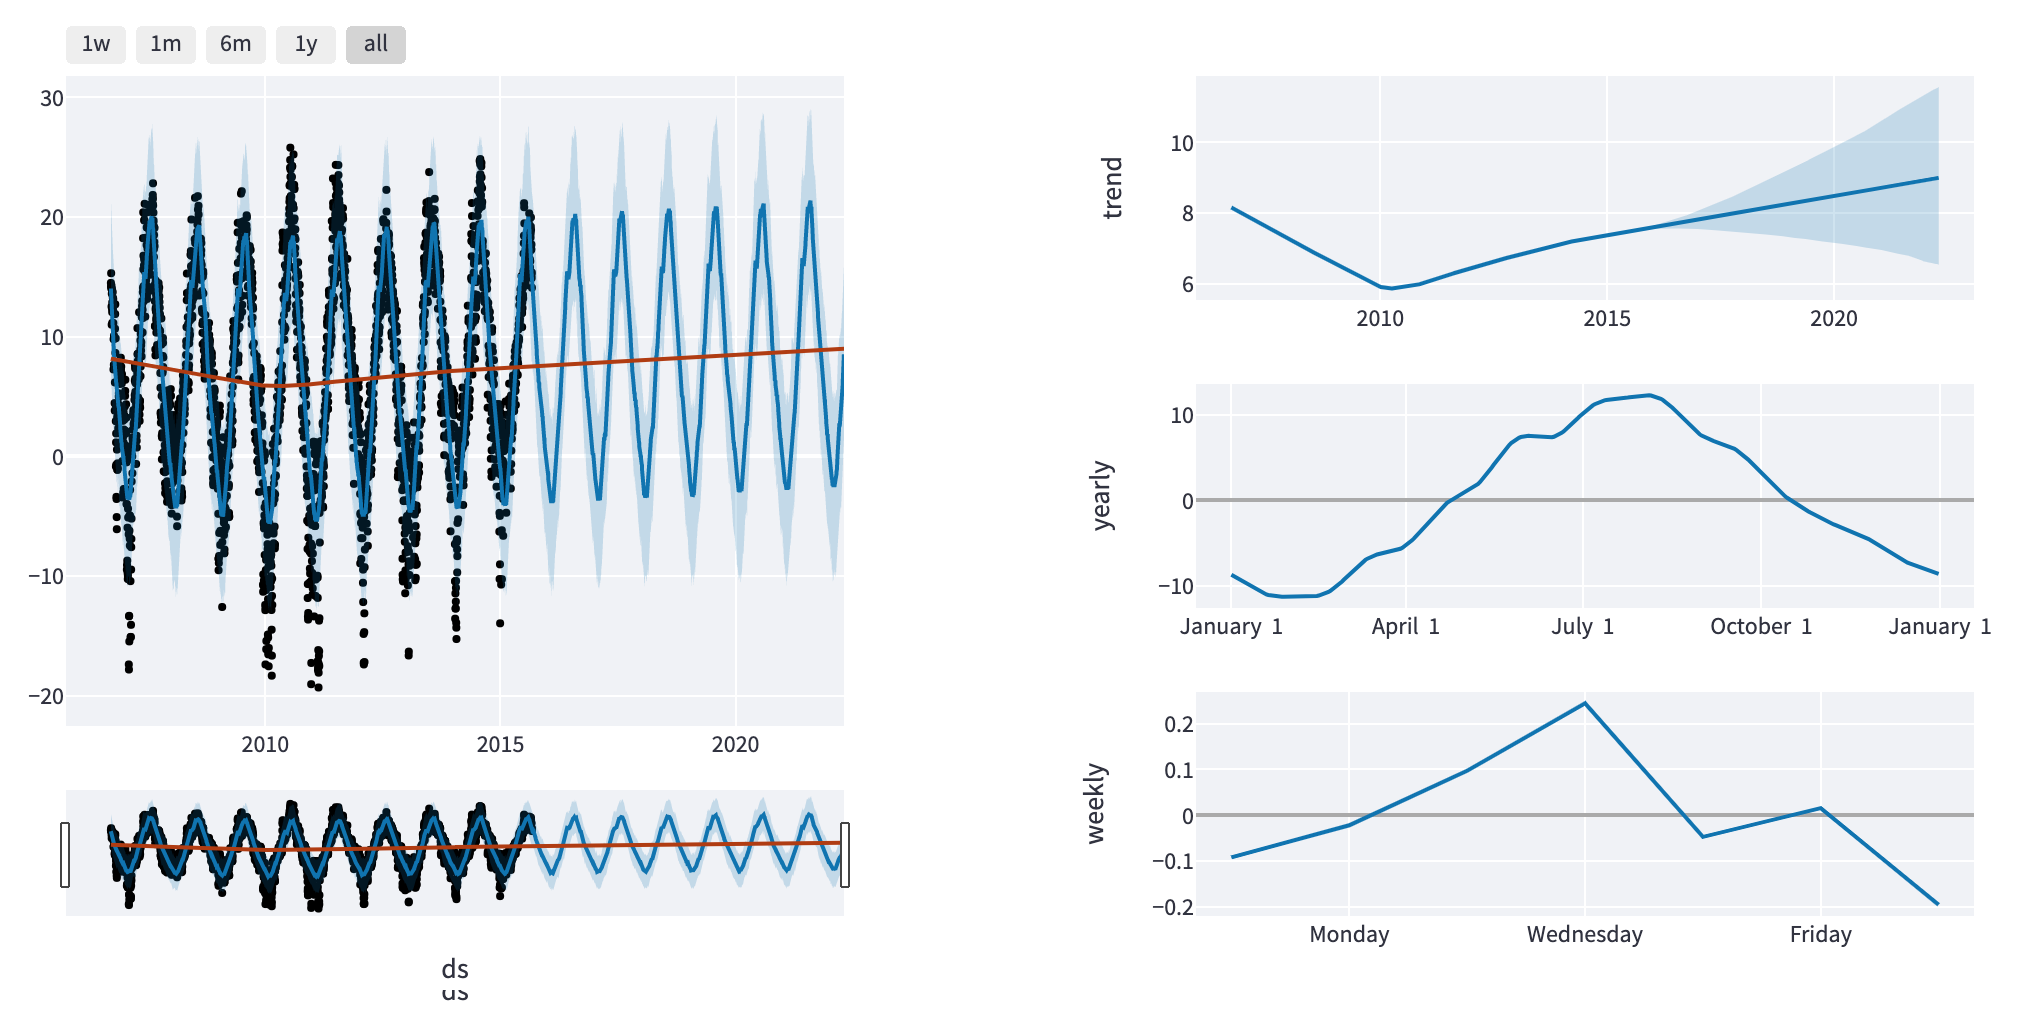 1w 1m 6m 1y all
30
20
10
0
−10
−20
2010 2015 2020
ds
ds
trend
10
8
6
2010 2015 2020
yearly
10
0
−10
January 1 April 1 July 1 October 1 January 1
weekly
0.2
0.1
0
−0.1
−0.2
Monday Wednesday Friday